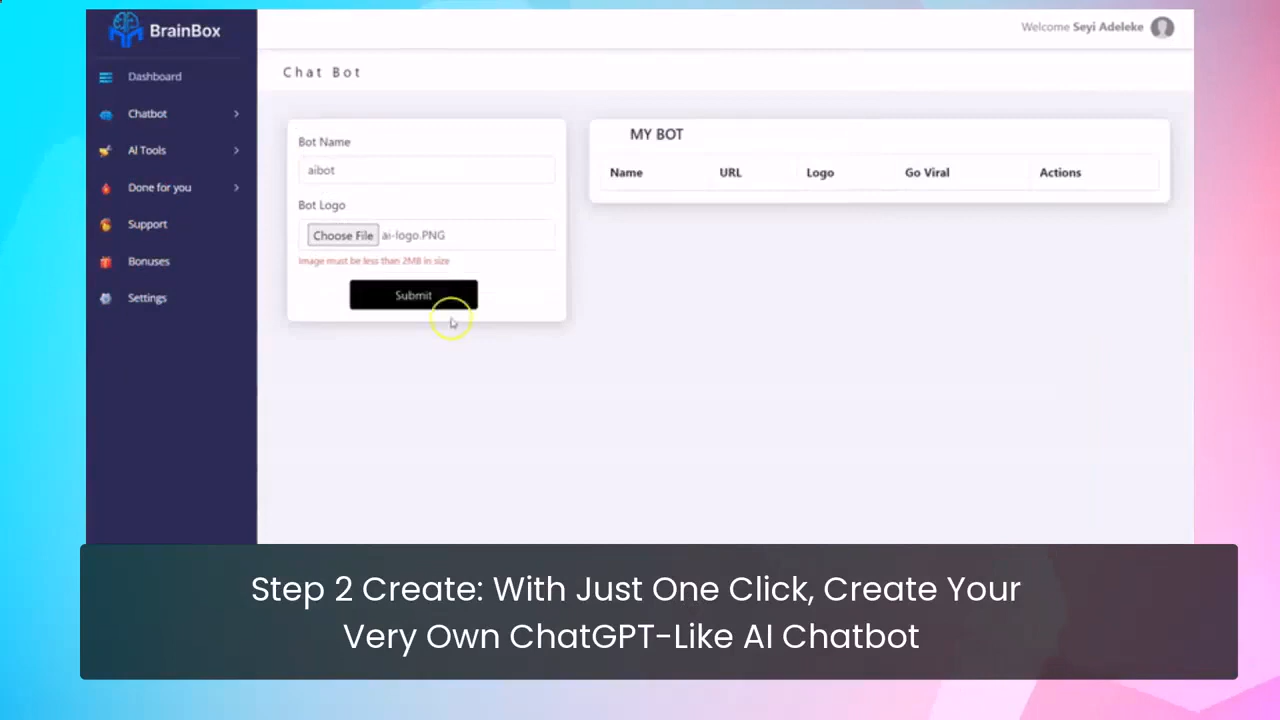 BrainBox
Welcome Seyi Adeleke
Dashboard
Chatbot
AI Tools
Done for you
Support
Bonuses
Settings
Chat Bot
Bot Name
aibot
Bot Logo
Choose File ai-logo.PNG
Image must be less than 2MB in size
Submit
MY BOT
Name URL Logo Go Viral Actions
Step 2 Create: With Just One Click, Create Your
Very Own ChatGPT-Like AI Chatbot